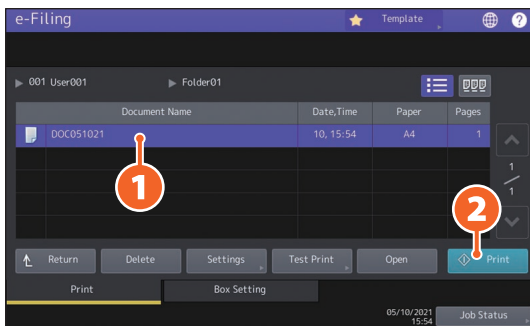 e-Filing
Template
?
001 User001
Folder01
Document Name Date,Time Paper Pages
DOC051021 10, 15:54 A4 1
1
1
1
2
Return Delete Settings Test Print Open Print
Print Box Setting
05/10/2021
15:54
Job Status